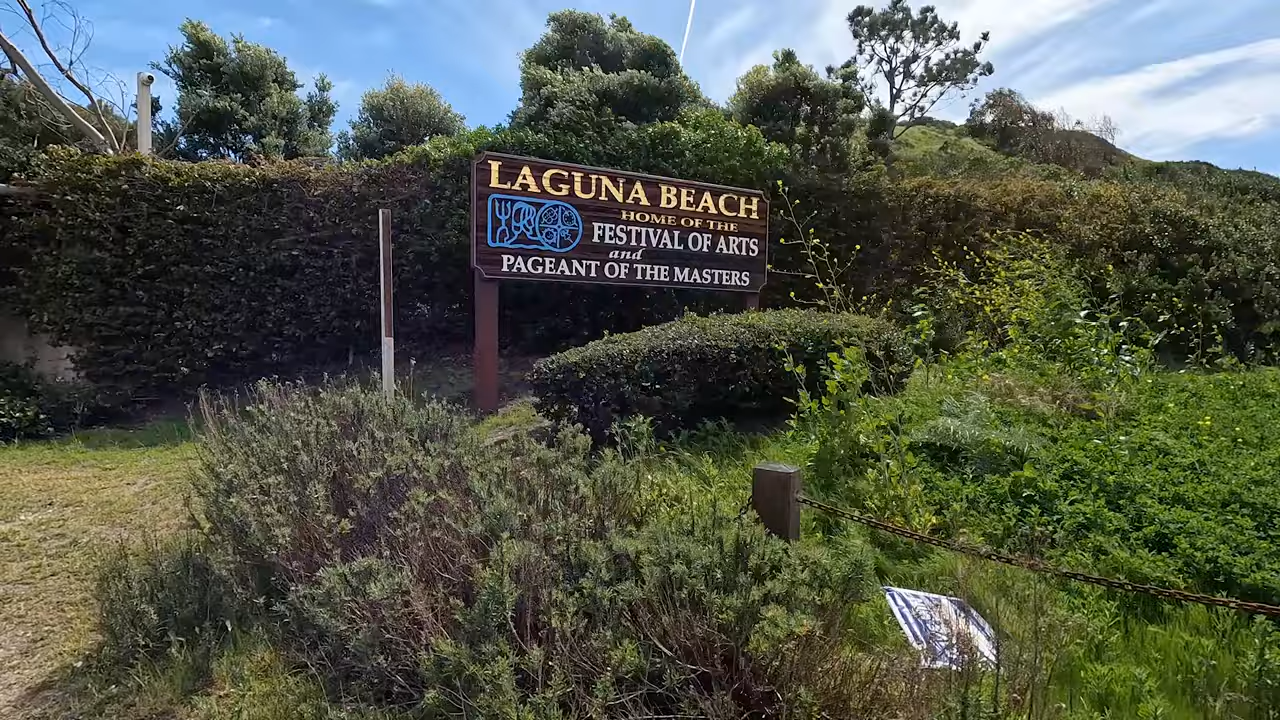 LAGUNA BEACH
HOME OF THE
FESTIVAL OF ARTS
and
PAGEANT OF THE MASTERS